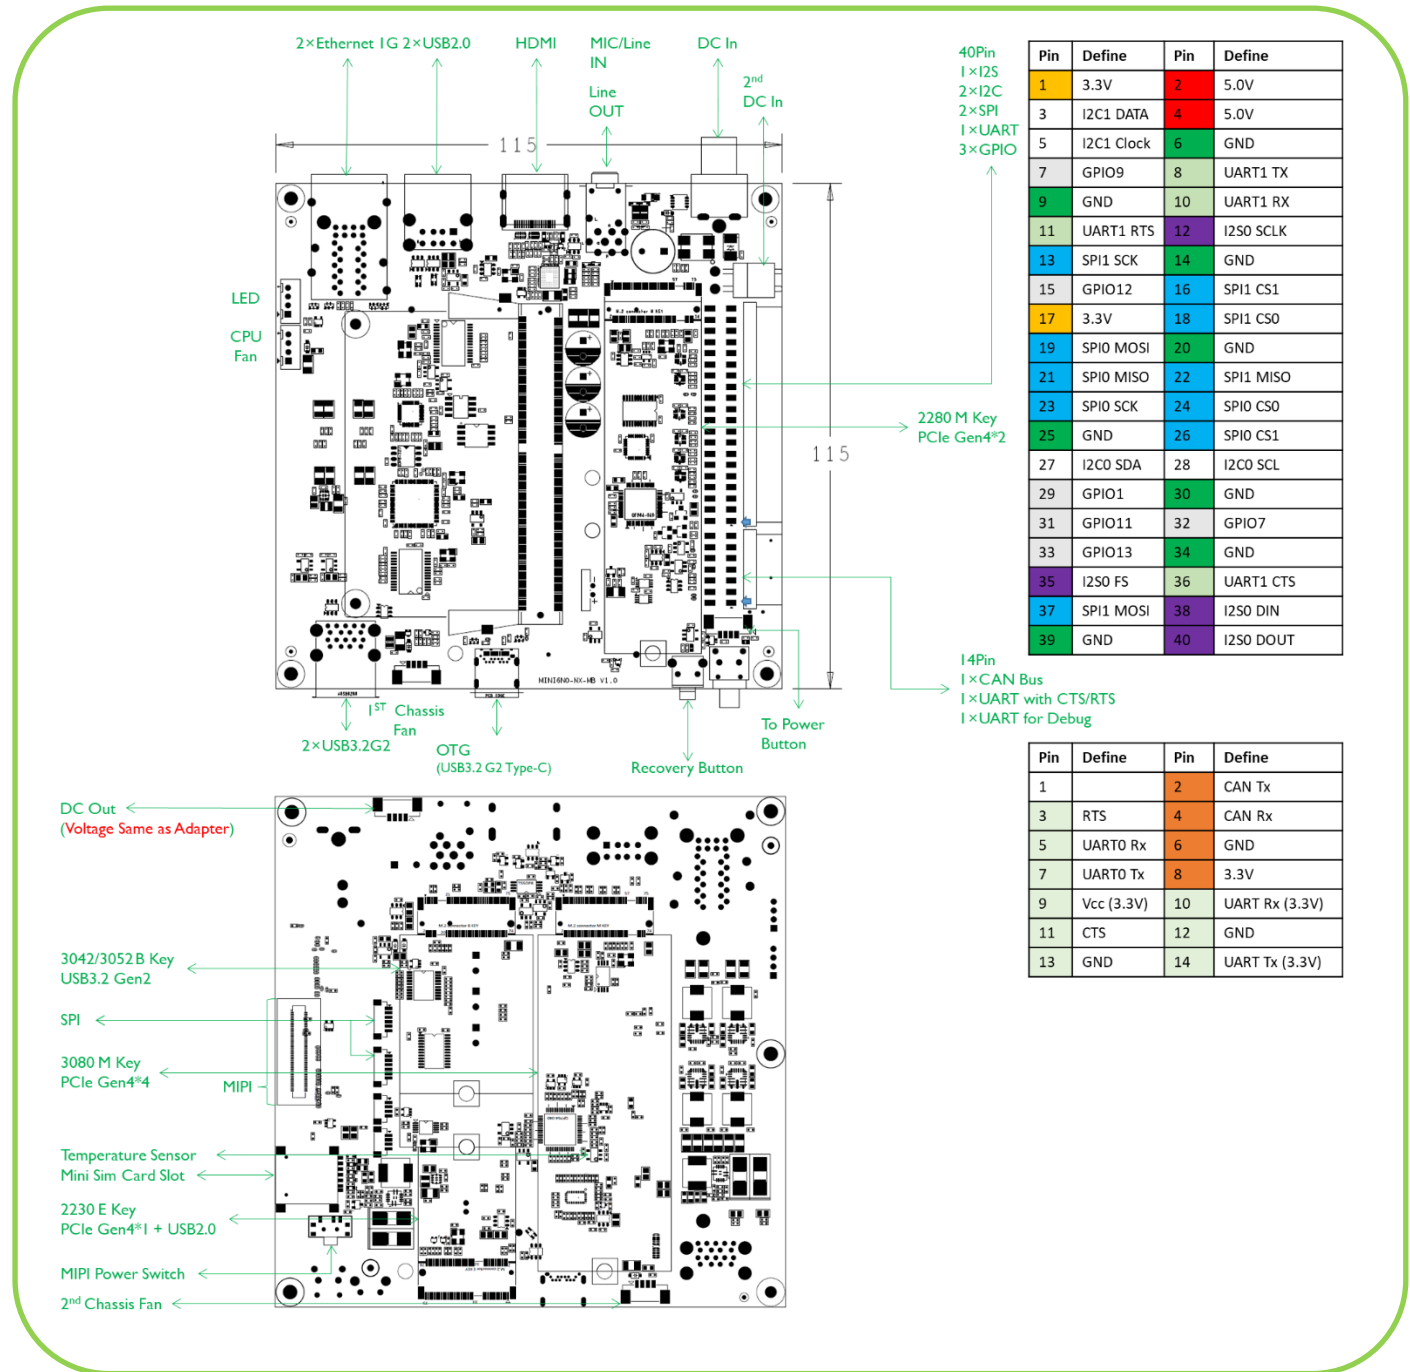 2×Ethernet 1G 2×USB2.0
HDMI
MIC/Line
IN
Line
OUT
DC In
2nd
DC In
40Pin
1×I2S
2×I2C
2×SPI
1×UART
3×GPIO
115
115
LED
CPU
Fan
2280 M Key
PCIe Gen4*2
14Pin
1×CAN Bus
1×UART with CTS/RTS
1×UART for Debug
MINI6N0-NX-MB V1.0
1ST Chassis
Fan
2×USB3.2G2
OTG
(USB3.2 G2 Type-C)
Recovery Button
To Power
Button
Pin Define Pin Define
1 3.3V 2 5.0V
3 I2C1 DATA 4 5.0V
5 I2C1 Clock 6 GND
7 GPIO9 8 UART1 TX
9 GND 10 UART1 RX
11 UART1 RTS 12 I2S0 SCLK
13 SPI1 SCK 14 GND
15 GPIO12 16 SPI1 CS1
17 3.3V 18 SPI1 CS0
19 SPI0 MOSI 20 GND
21 SPI0 MISO 22 SPI1 MISO
23 SPI0 SCK 24 SPI0 CS0
25 GND 26 SPI0 CS1
27 I2C0 SDA 28 I2C0 SCL
29 GPIO1 30 GND
31 GPIO11 32 GPIO7
33 GPIO13 34 GND
35 I2S0 FS 36 UART1 CTS
37 SPI1 MOSI 38 I2S0 DIN
39 GND 40 I2S0 DOUT
Pin Define Pin Define
1 2 CAN Tx
3 RTS 4 CAN Rx
5 UART0 Rx 6 GND
7 UART0 Tx 8 3.3V
9 Vcc (3.3V) 10 UART Rx (3.3V)
11 CTS 12 GND
13 GND 14 UART Tx (3.3V)
DC Out
(Voltage Same as Adapter)
3042/3052 B Key
USB3.2 Gen2
SPI
3080 M Key
PCIe Gen4*4
MIPI
Temperature Sensor
Mini Sim Card Slot
2230 E Key
PCIe Gen4*1 + USB2.0
MIPI Power Switch
2nd Chassis Fan